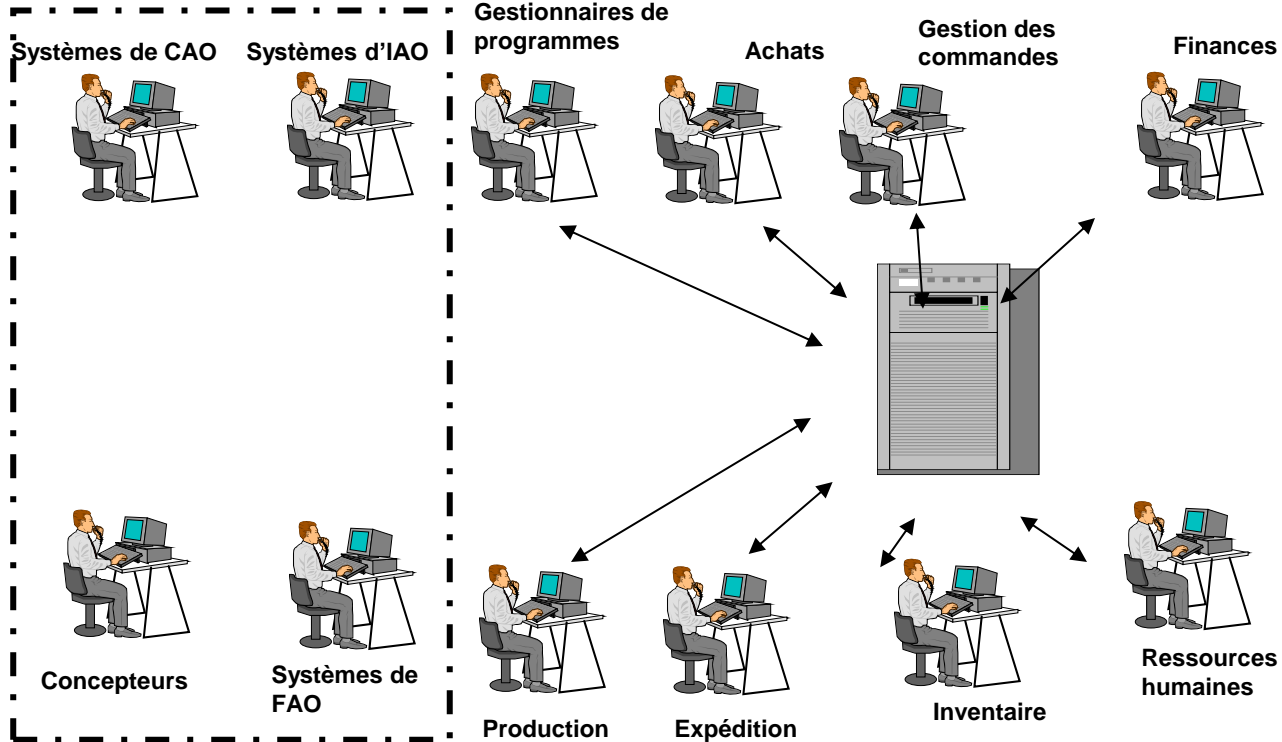 Systèmes de CAO
Systèmes d'IAO
Gestionnaires de
programmes
Achats
Gestion des
commandes
Finances
Concepteurs
Systèmes de
FAO
Production
Expédition
Inventaire
Ressources
humaines